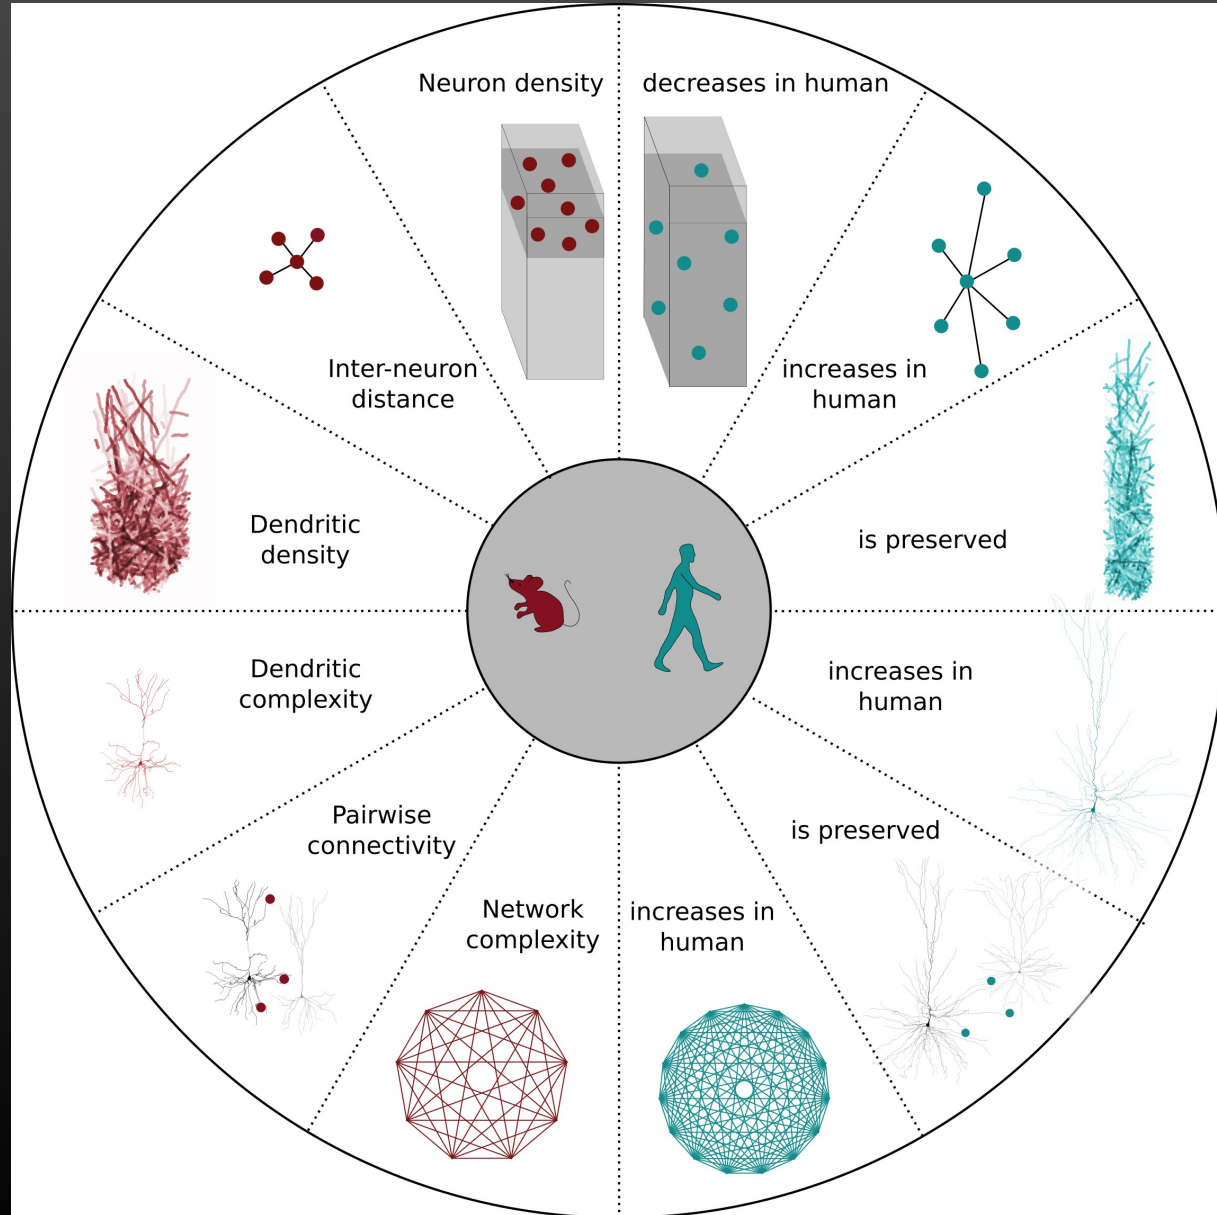 Neuron density
decreases in human
Inter-neuron
distance
increases in
human
Dendritic
density
is preserved
Dendritic
complexity
increases in
human
Pairwise
connectivity
is preserved
Network
complexity
increases in
human